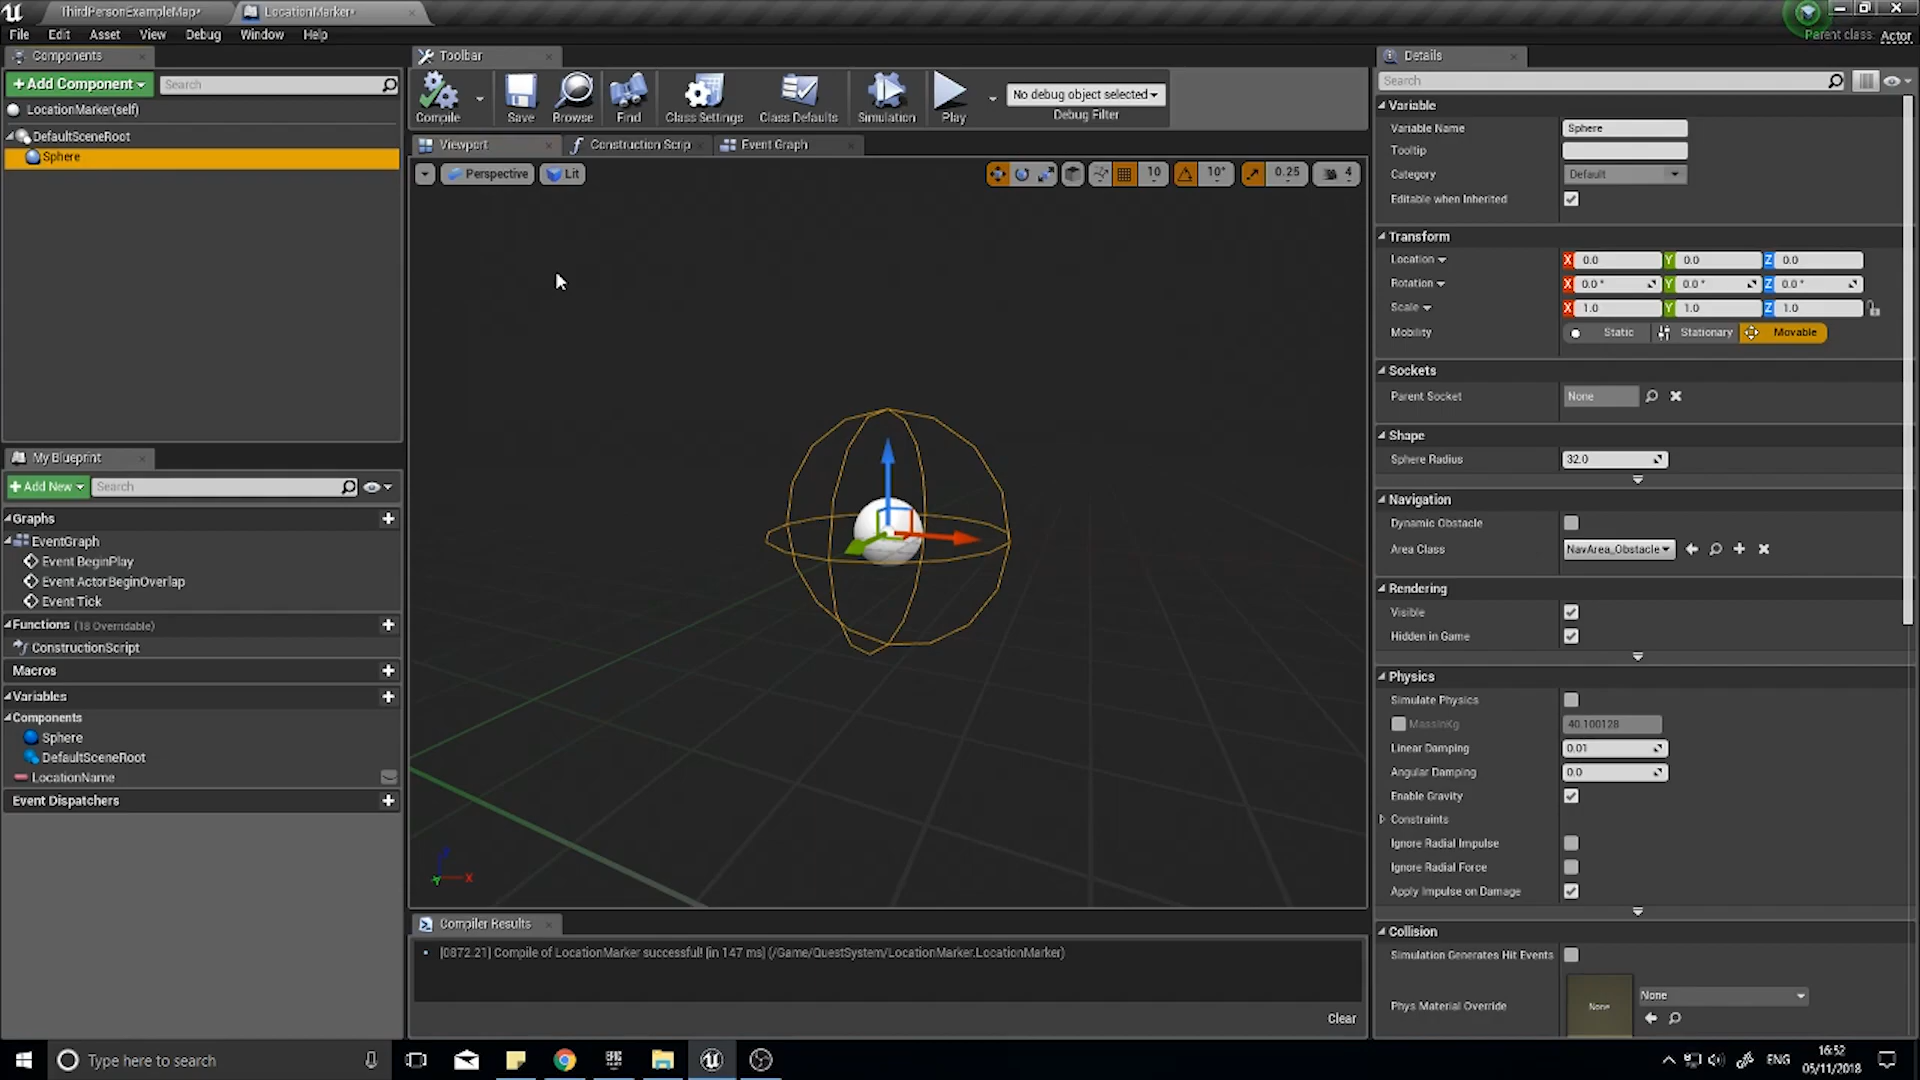 ThirdPersonExampleMap*
LocationMarker*
File Edit Asset View Debug Window Help
Parent class: Actor
Components
+Add Component
Search
LocationMarker(self)
DefaultSceneRoot
Sphere
My Blueprint
+Add New
Search
Graphs
EventGraph
Event BeginPlay
Event ActorBeginOverlap
Event Tick
Functions (18 Overridable)
ConstructionScript
Macros
Variables
Components
Sphere
DefaultSceneRoot
LocationName
Event Dispatchers
Toolbar
Compile
Save
Browse
Find
Class Settings
Class Defaults
Simulation
Play
No debug object selected
Debug Filter
Viewport
Construction Scrip
Event Graph
Perspective
Lit
10
10°
0.25
4
X
Compiler Results
[0872.21] Compile of LocationMarker successful! [in 147 ms] (/Game/QuestSystem/LocationMarker.LocationMarker)
Clear
Details
Search
Variable
Variable Name Sphere
Tooltip
Category Default
Editable when Inherited
Transform
Location X 0.0 Y 0.0 Z 0.0
Rotation X 0.0 ° Y 0.0 ° Z 0.0 °
Scale X 1.0 Y 1.0 Z 1.0
Mobility Static Stationary Movable
Sockets
Parent Socket None
Shape
Sphere Radius 32.0
Navigation
Dynamic Obstacle
Area Class NavArea_Obstacle
Rendering
Visible
Hidden in Game
Physics
Simulate Physics
MassInKg 40.100128
Linear Damping 0.01
Angular Damping 0.0
Enable Gravity
Constraints
Ignore Radial Impulse
Ignore Radial Force
Apply Impulse on Damage
Collision
Simulation Generates Hit Events
Phys Material Override None None
Type here to search
ENG
16:52
05/11/2018